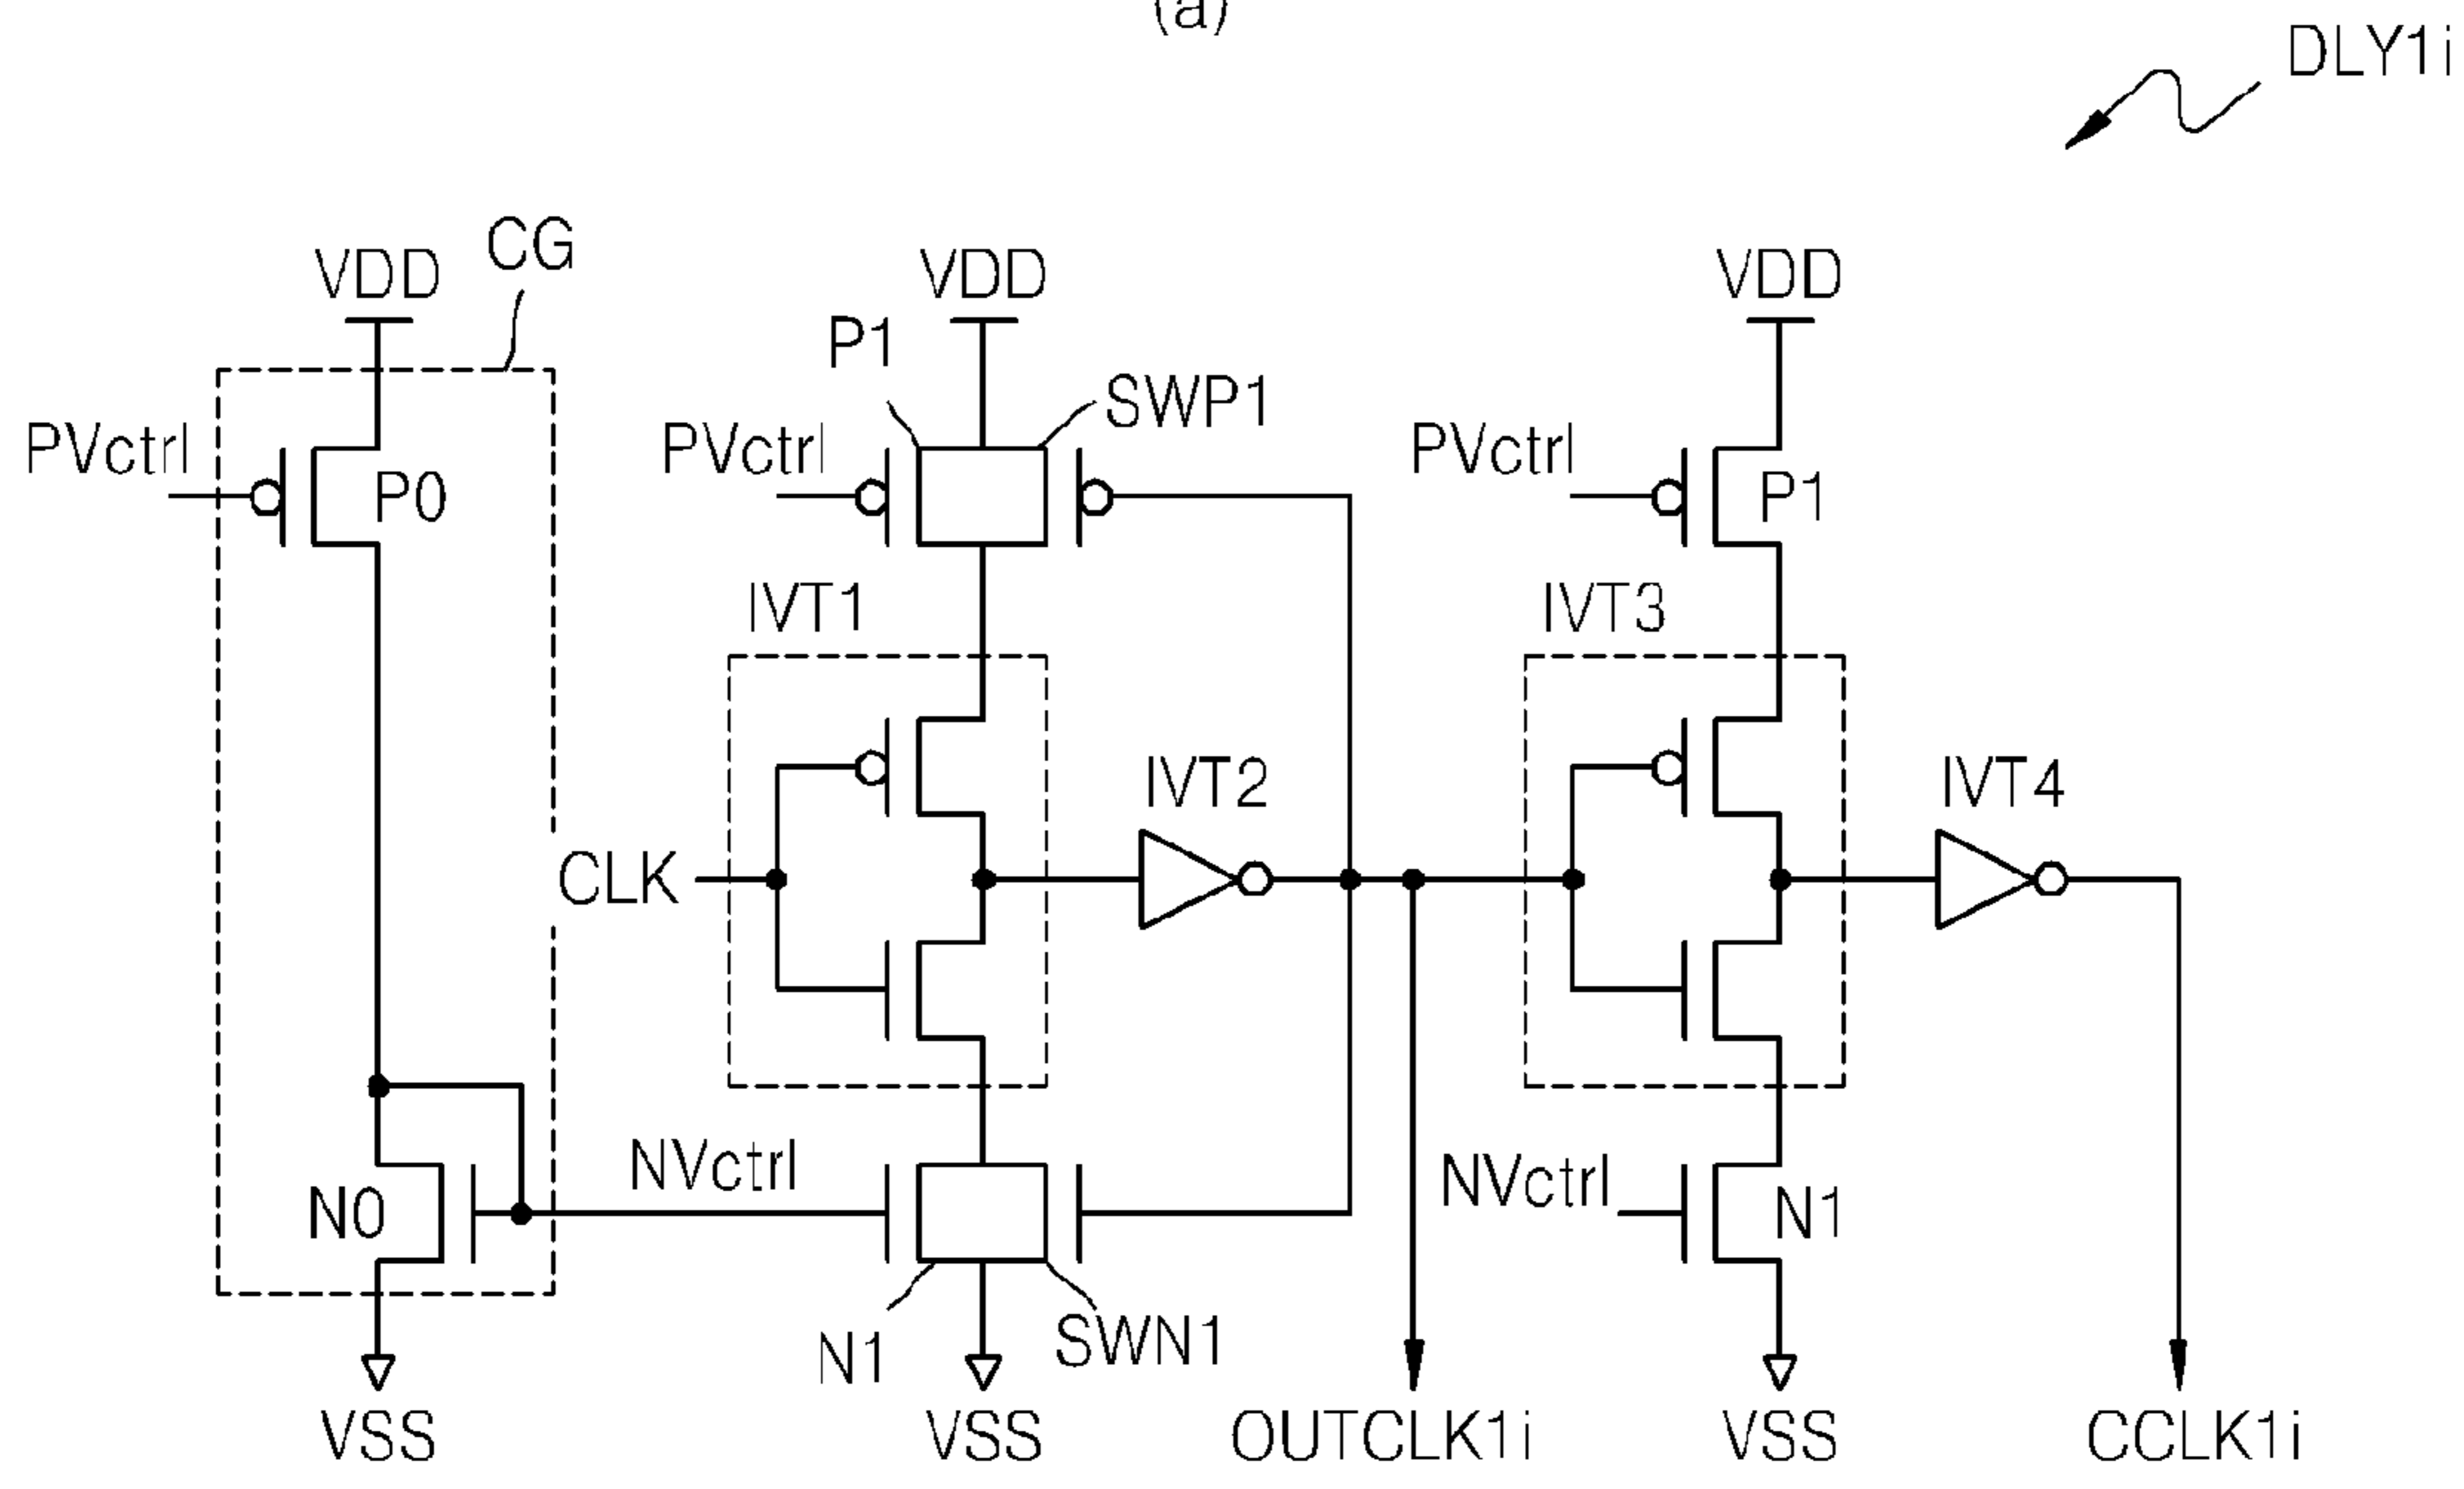 (a)
DLY1i
CG
VDD
VDD
VDD
P1
SWP1
PVctrl
PVctrl
PVctrl
P0
P1
IVT1
IVT3
IVT2
IVT4
CLK
NVctrl
NVctrl
N0
N1
N1
SWN1
VSS
VSS
OUTCLK1i
VSS
CCLK1i